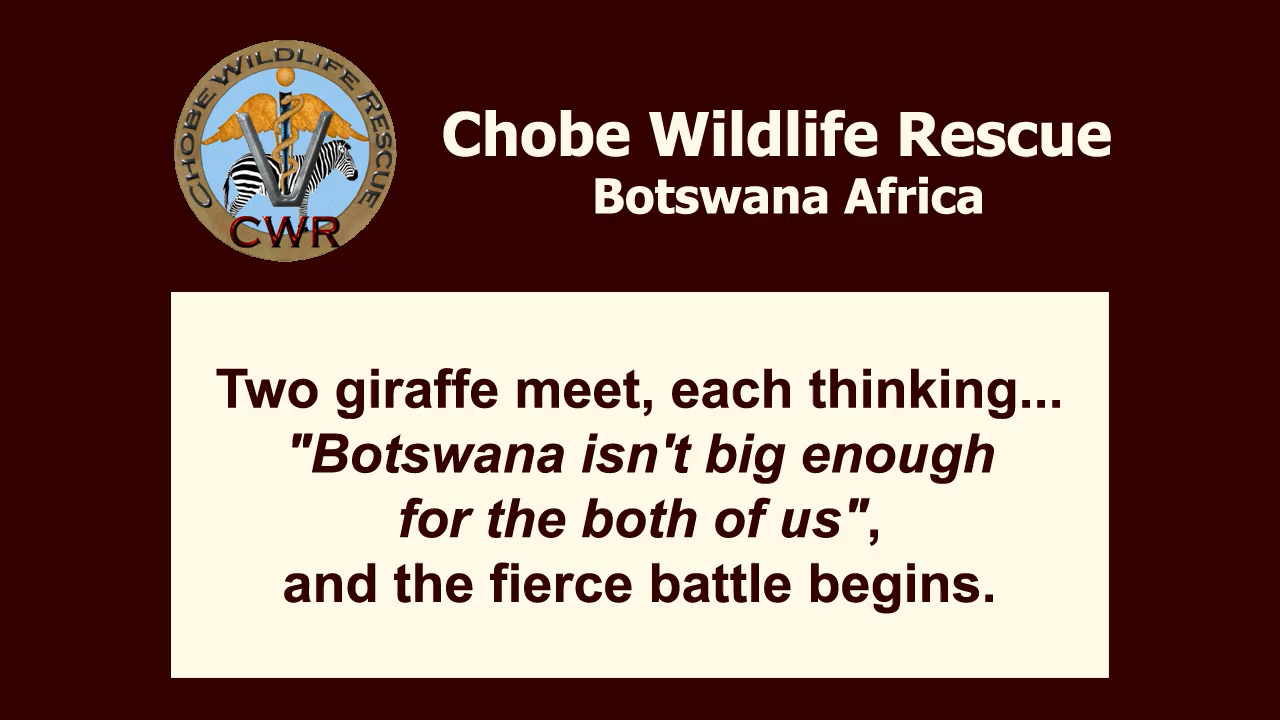 CHOBE WILDLIFE RESCUE
V
CWR
Chobe Wildlife Rescue
Botswana Africa
Two giraffe meet, each thinking...
"Botswana isn't big enough
for the both of us",
and the fierce battle begins.